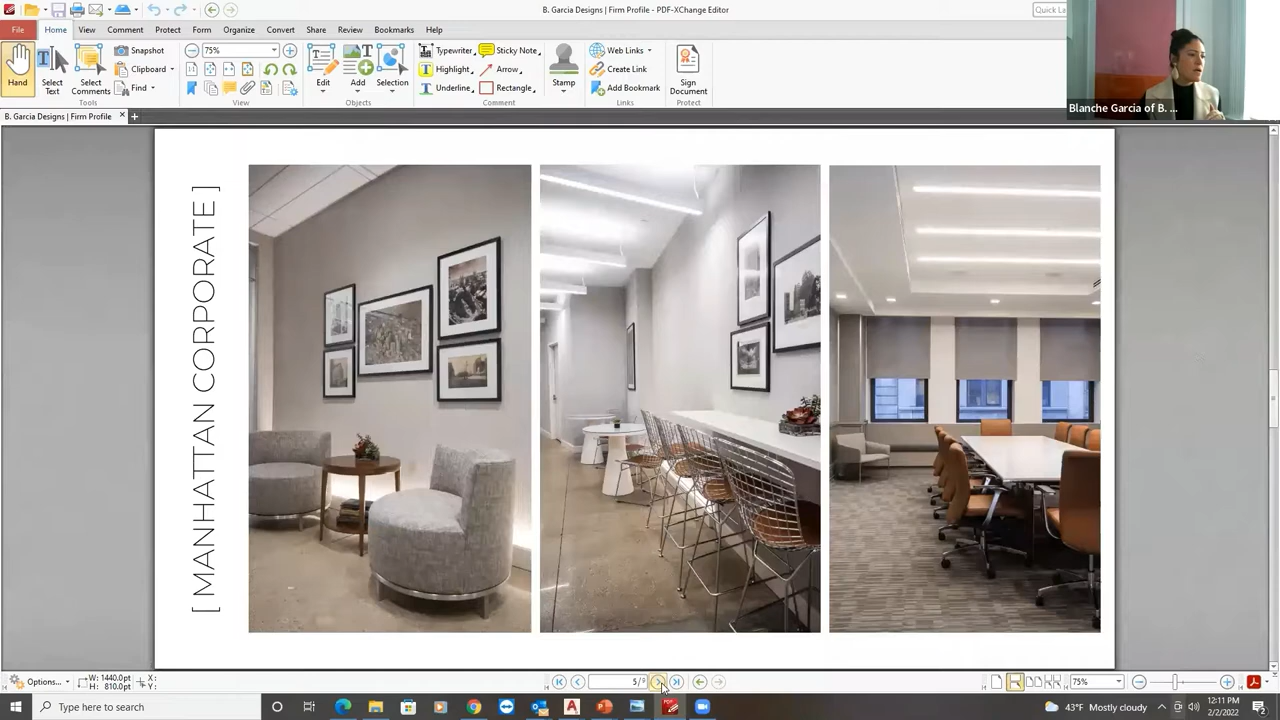 B. Garcia Designs | Firm Profile - PDF-XChange Editor
Quick La
File Home View Comment Protect Form Organize Convert Share Review Bookmarks Help
Hand
Select Text
Select Comments
Snapshot
Clipboard
Find
Tools
75%
View
Edit
Add
Selection
Objects
Typewriter
Highlight
Underline
Sticky Note
Arrow
Rectangle
Comment
Stamp
Web Links
Create Link
Add Bookmark
Links
Sign Document
Protect
Blanche Garcia of B. ...
B. Garcia Designs | Firm Profile
[ MANHATTAN CORPORATE ]
Options...
W: 1440.0pt
H: 810.0pt
X:
Y:
5/
75%
Type here to search
43°F Mostly cloudy
12:11 PM
2/2/2022